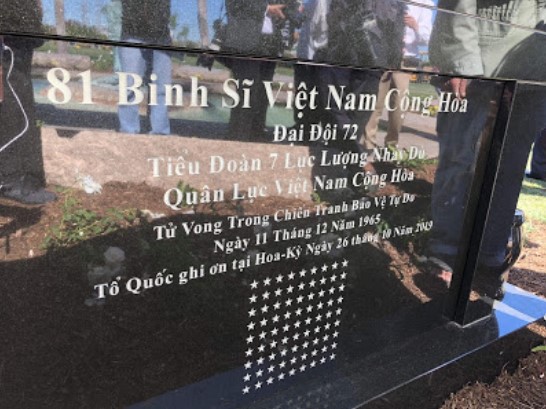 81 Binh Sĩ Việt Nam Cộng Hòa
Đại Đội 72
Tiểu Đoàn 7 Lực Lượng Nhảy Dù
Quân Lực Việt Nam Cộng Hòa
Tử Vong Trong Chiến Tranh Bảo Vệ Tự Do
Ngày 11 Tháng 12 Năm 1965
Tổ Quốc ghi ơn tại Hoa-Kỳ Ngày 26 tháng 10 Năm 2019